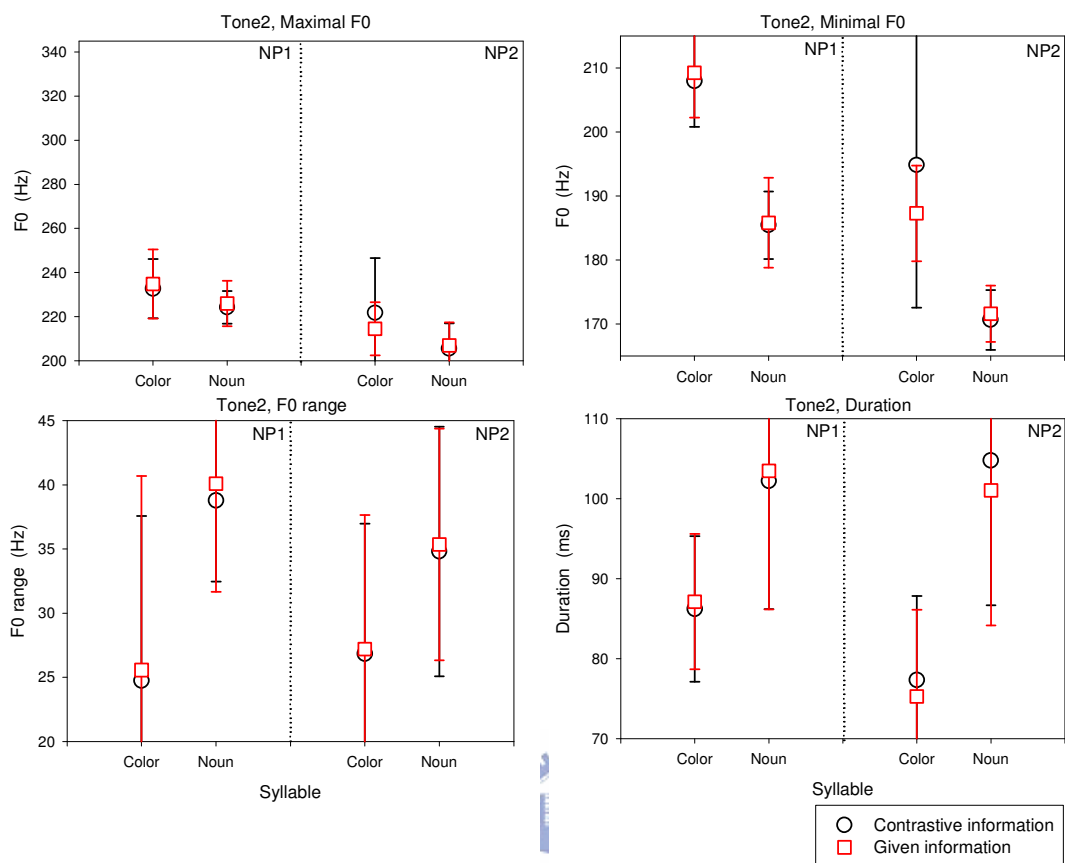 Tone2, Maximal F0
NP1
NP2
340
320
300
280
260
240
220
200
F0 (Hz)
Color
Noun
Color
Noun
Tone2, Minimal F0
NP1
NP2
210
200
190
180
170
F0 (Hz)
Color
Noun
Color
Noun
Tone2, F0 range
NP1
NP2
45
40
35
30
25
20
F0 range (Hz)
Color
Noun
Color
Noun
Syllable
Tone2, Duration
NP1
NP2
110
100
90
80
70
Duration (ms)
Color
Noun
Color
Noun
Syllable
Contrastive information
Given information